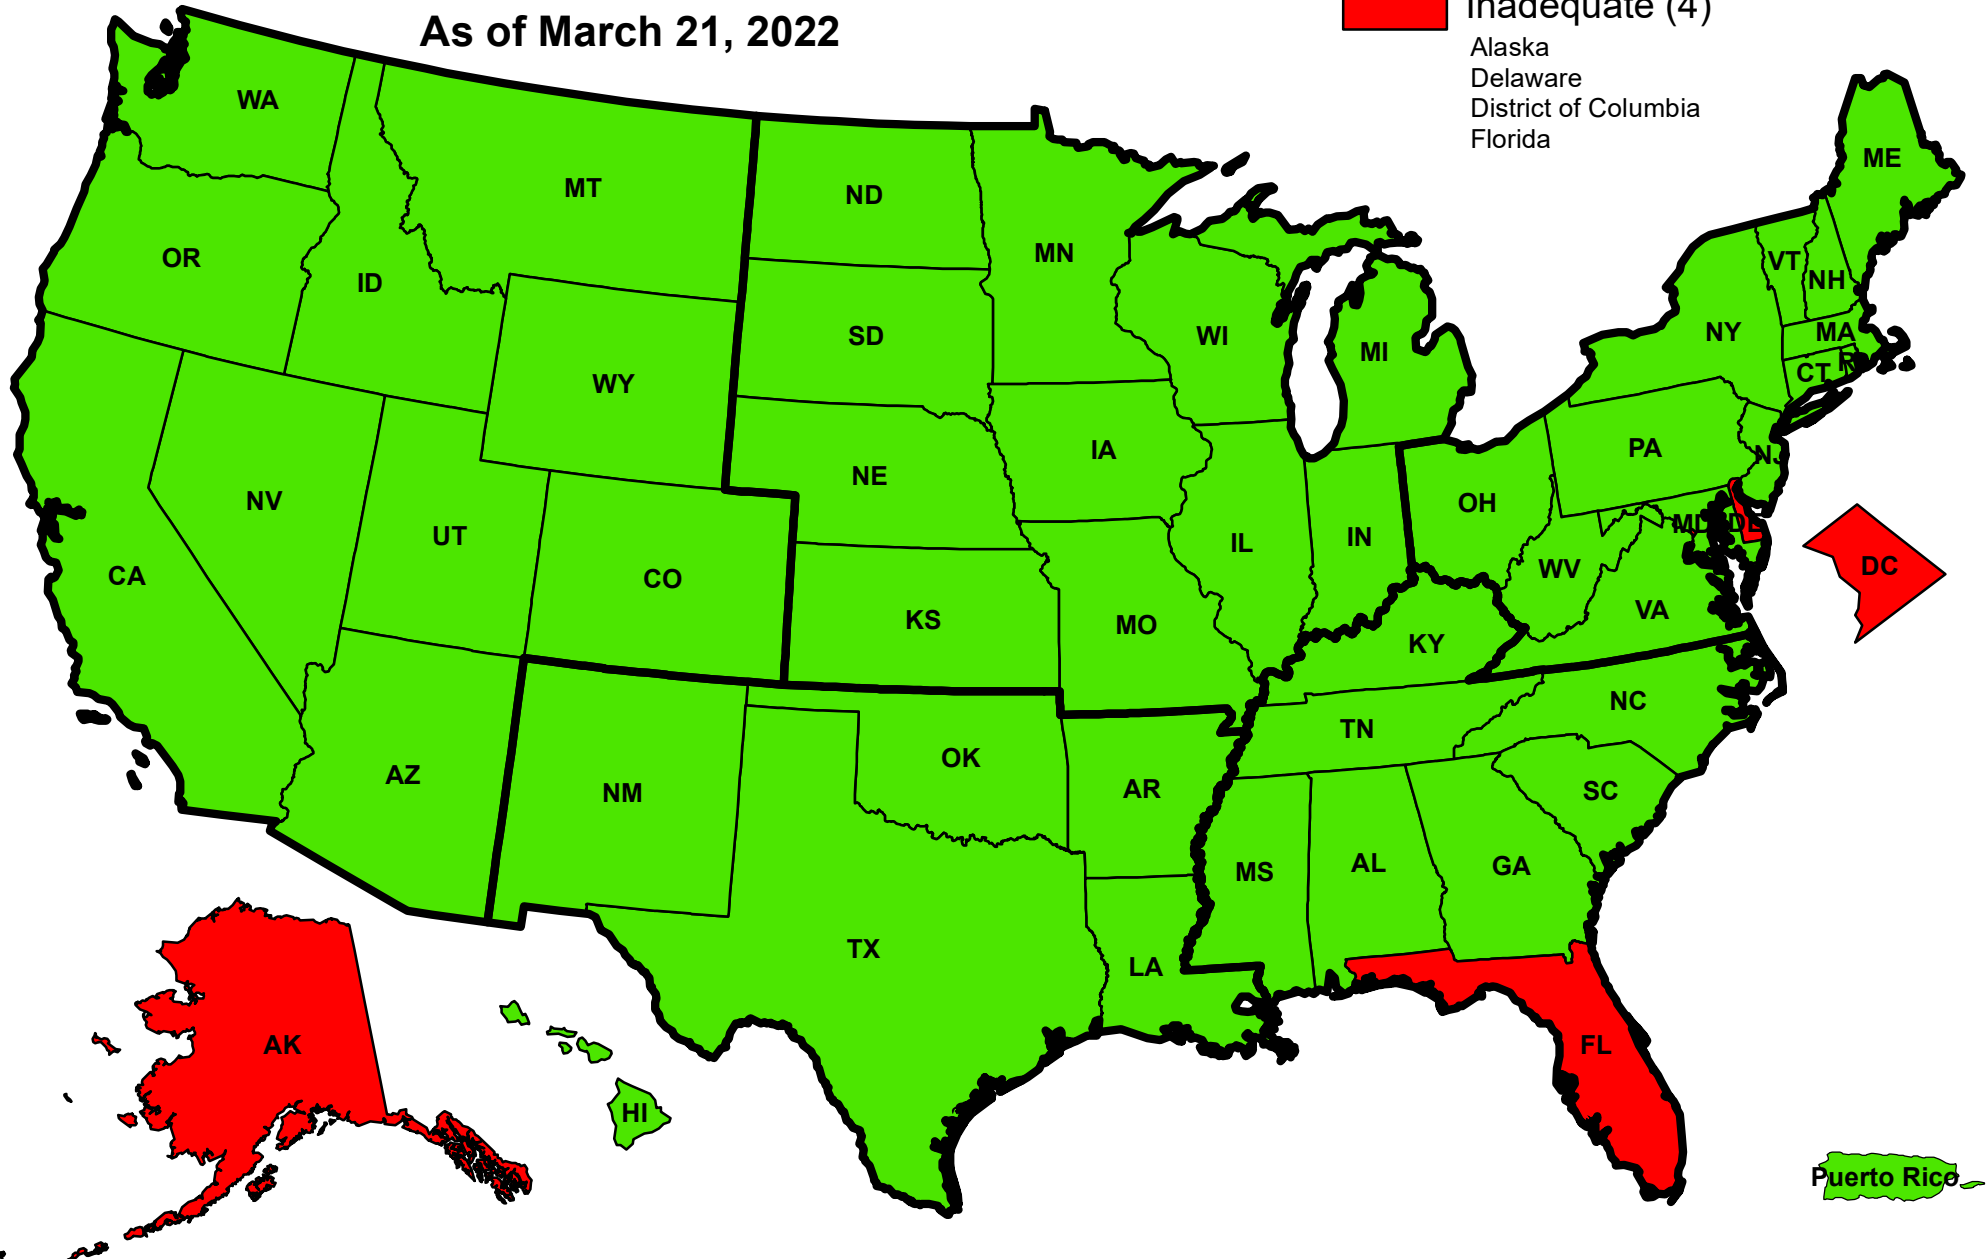 Inadequate (4)
As of March 21, 2022
Alaska
Delaware
District of Columbia
Florida
WA
ME
MT
ND
OR
MN
VT
ID
NH
NY
MA
SD
WI
MI
CT
WY
PA
IA
NJ
NE
NV
OH
MD
DE
UT
IL
IN
DC
CA
CO
WV
KS
MO
VA
KY
NC
TN
OK
AZ
NM
AR
SC
MS
AL
GA
TX
LA
AK
FL
HI
Puerto Rico